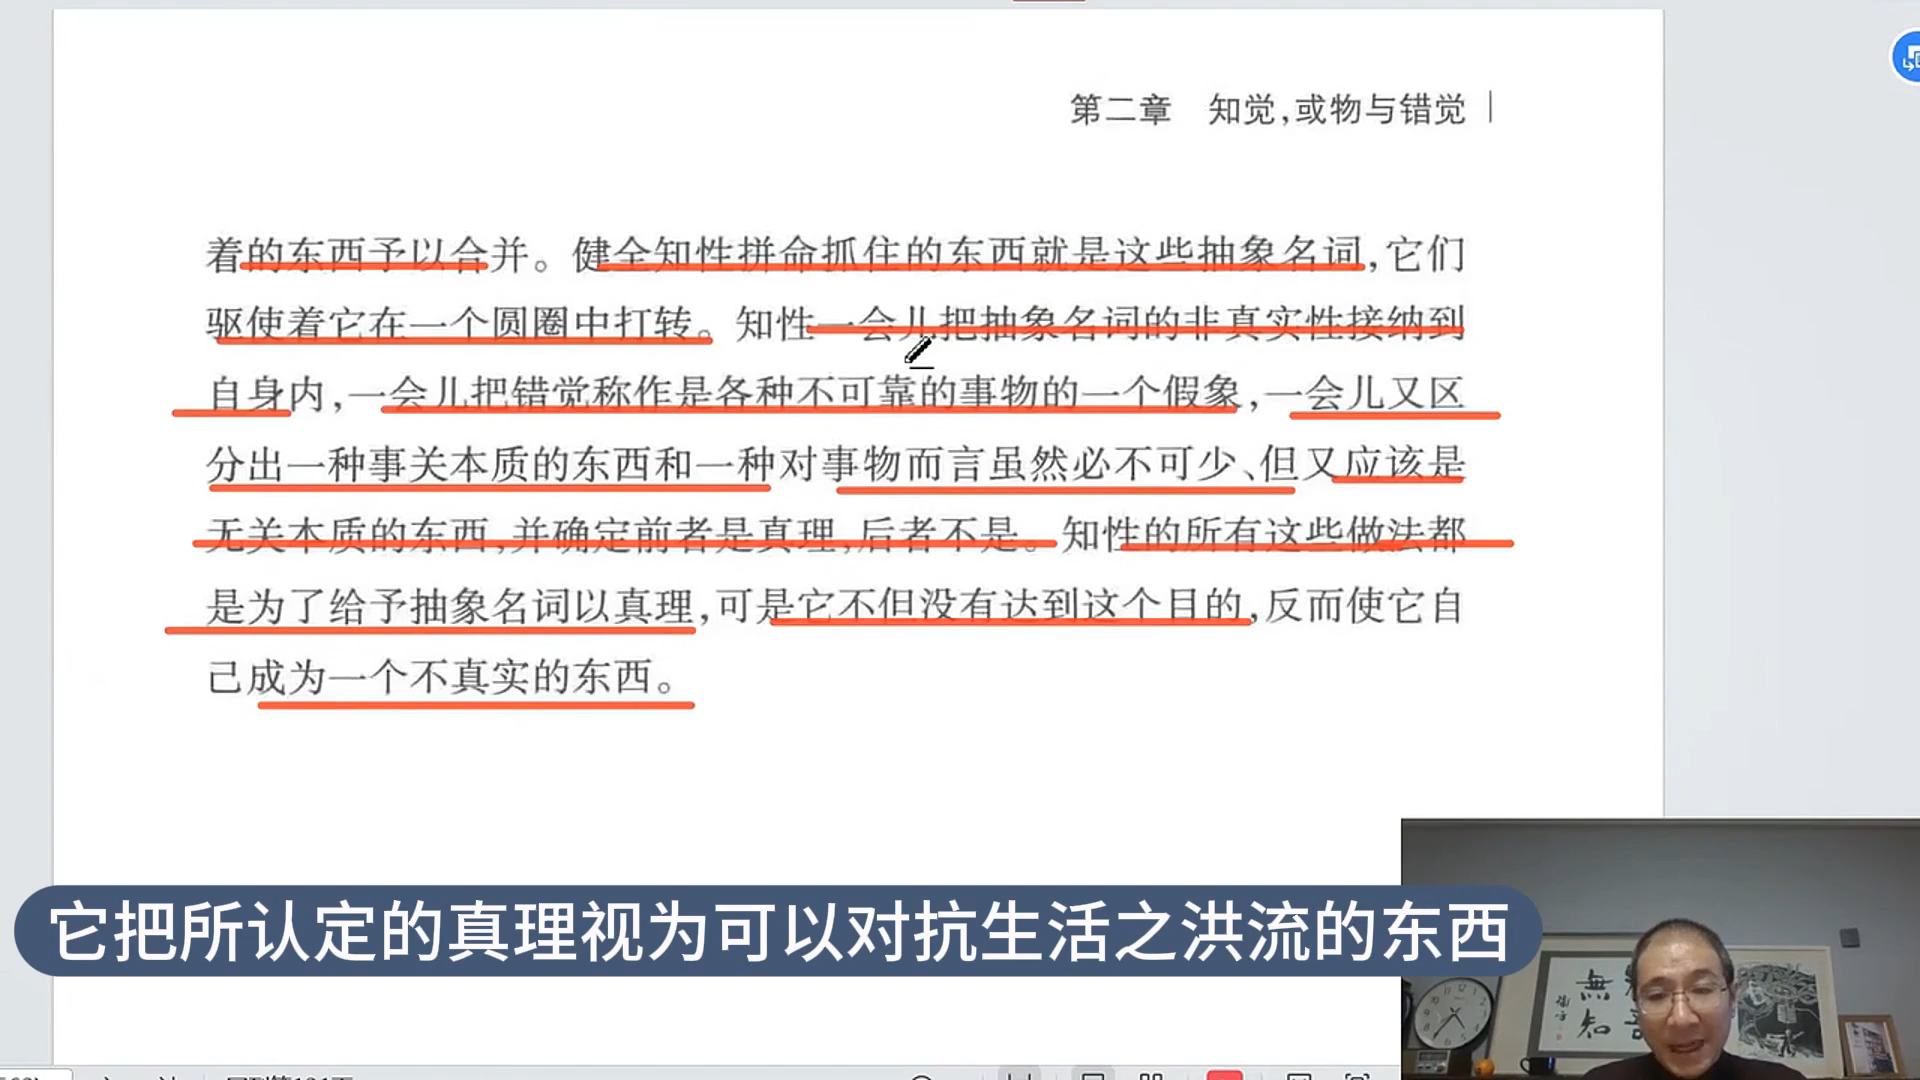 第二章 知觉,或物与错觉
着的东西予以合并。健全知性拼命抓住的东西就是这些抽象名词,它们
驱使着它在一个圆圈中打转。知性一会儿把抽象名词的非真实性接纳到
自身内,一会儿把错觉称作是各种不可靠的事物的一个假象,一会儿又区
分出一种事关本质的东西和一种对事物而言虽然必不可少、但又应该是
无关本质的东西,并确定前者是真理,后者不是。知性的所有这些做法都
是为了给予抽象名词以真理,可是它不但没有达到这个目的,反而使它自
己成为一个不真实的东西。
它把所认定的真理视为可以对抗生活之洪流的东西
無
知